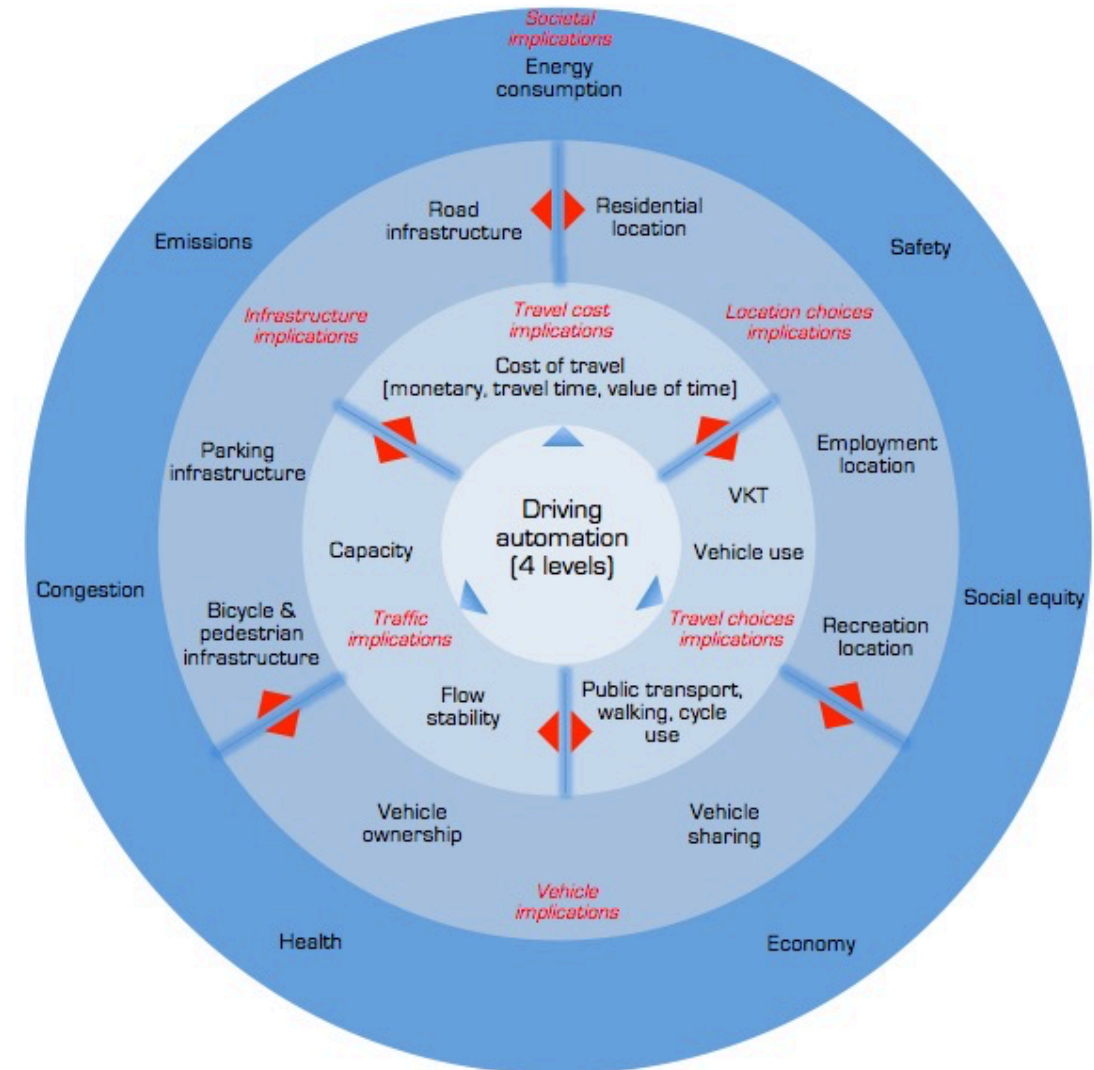 Societal
implications
Energy
consumption
Road
infrastructure
Residential
location
Emissions
Safety
Infrastructure
implications
Travel cost
implications
Location choices
implications
Cost of travel
[monetary, travel time, value of time]
Parking
infrastructure
Employment
location
VKT
Driving
automation
[4 levels]
Capacity
Vehicle use
Congestion
Social equity
Bicycle &
pedestrian
infrastructure
Traffic
implications
Travel choices
implications
Recreation
location
Flow
stability
Public transport,
walking, cycle
use
Vehicle
ownership
Vehicle
sharing
Vehicle
implications
Health
Economy